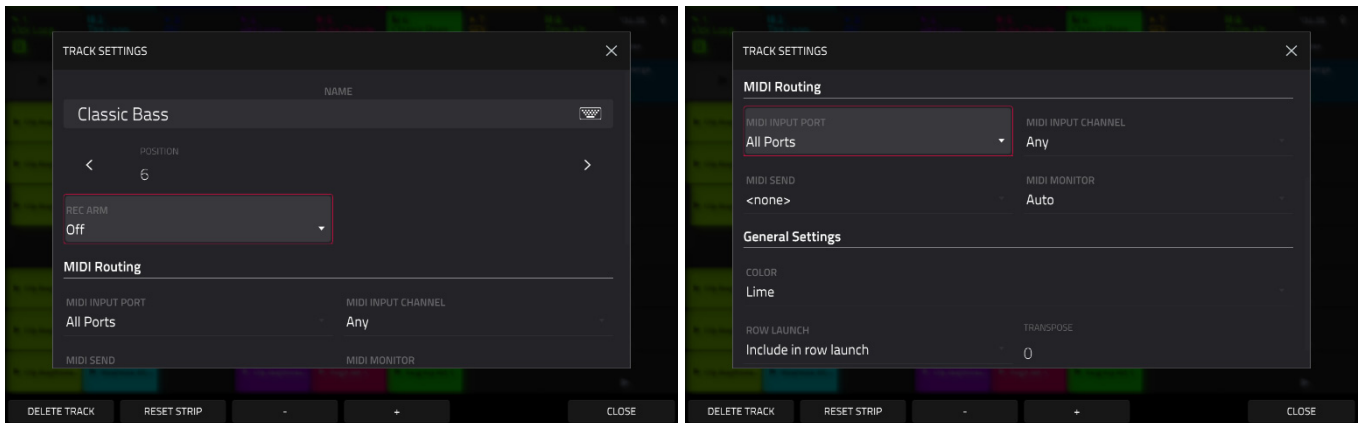 TRACK SETTINGS
NAME
Classic Bass
POSITION
6
REC ARM
Off
MIDI Routing
MIDI INPUT PORT
MIDI INPUT CHANNEL
All Ports
Any
MIDI SEND
MIDI MONITOR
DELETE TRACK
RESET STRIP
-
+
CLOSE
TRACK SETTINGS
MIDI Routing
MIDI INPUT PORT
MIDI INPUT CHANNEL
All Ports
Any
MIDI SEND
MIDI MONITOR
<none>
Auto
General Settings
COLOR
Lime
ROW LAUNCH
TRANSPOSE
Include in row launch
0
DELETE TRACK
RESET STRIP
-
+
CLOSE